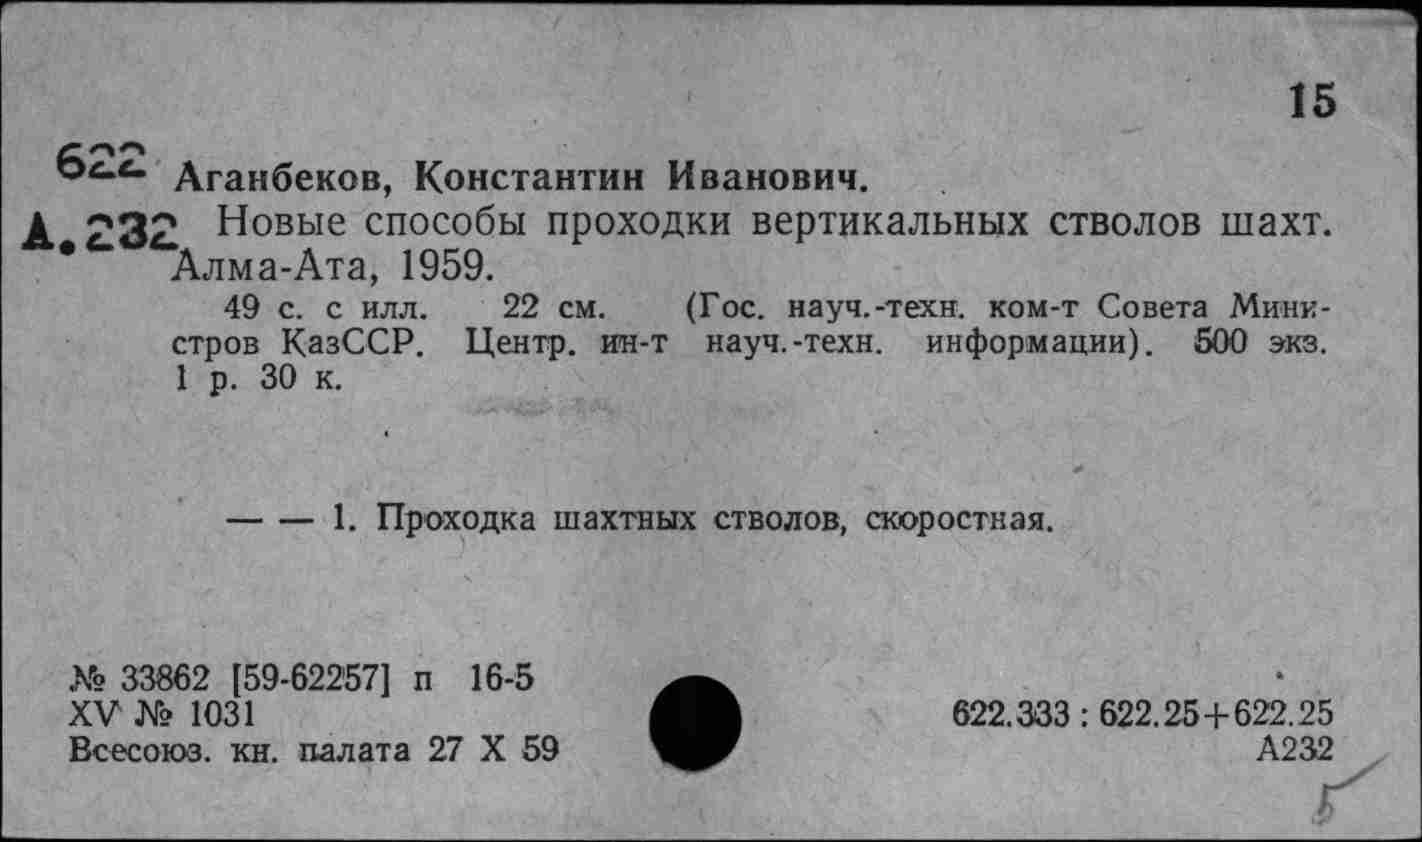 15
622 Аганбеков, Константин Иванович.
А.232 Новые способы проходки вертикальных стволов шахт.
Алма-Ата, 1959.
49 с. с илл. 22 см. (Гос. науч.-техн. ком-т Совета Мини-
стров КазССР. Центр. ин-т науч.-техн. информации). 500 экз.
1 р. 30 к.
— — 1. Проходка шахтных стволов, скоростная.
№ 33862 [59-62257] п 16-5
XV № 1031
Всесоюз. кн. палата 27 X 59
622.333 : 622.25+622.25
А232